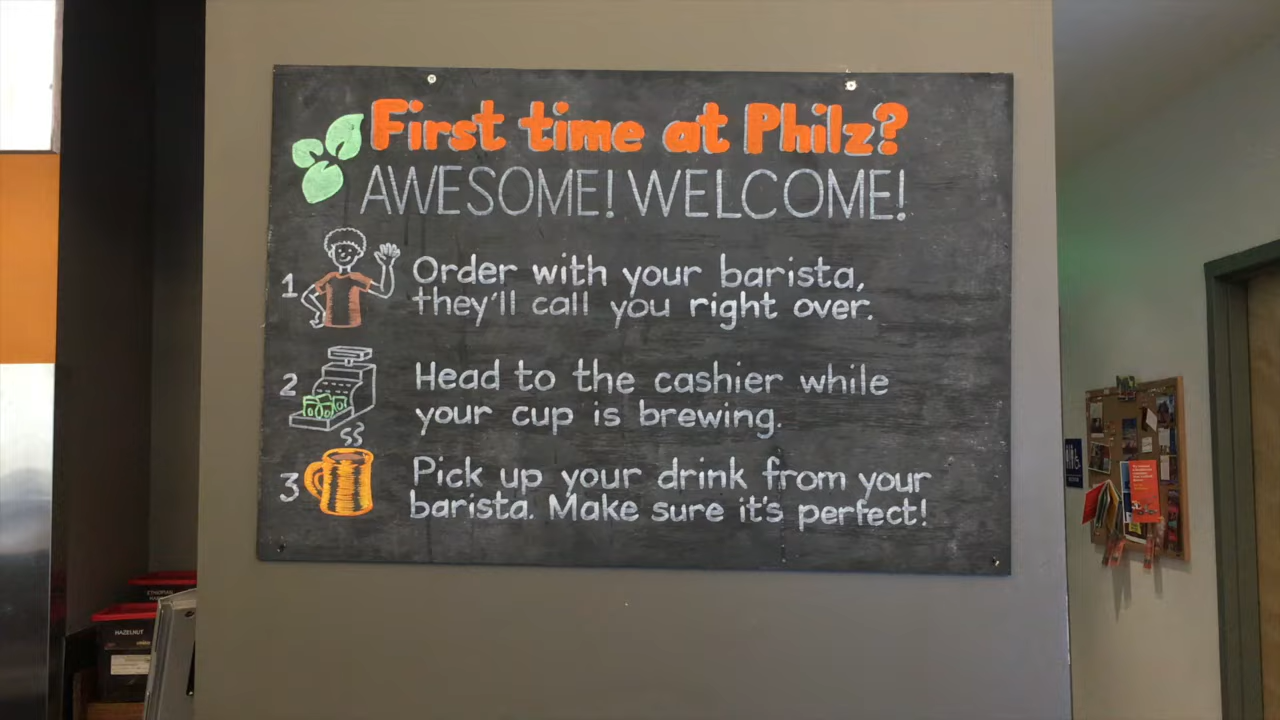 First time at Philz?
AWESOME! WELCOME!
1 Order with your barista,
they'll call you right over.
2 Head to the cashier while
your cup is brewing.
3 Pick up your drink from your
barista. Make sure it's perfect!
ETHIOPIAN
HAZELNUT